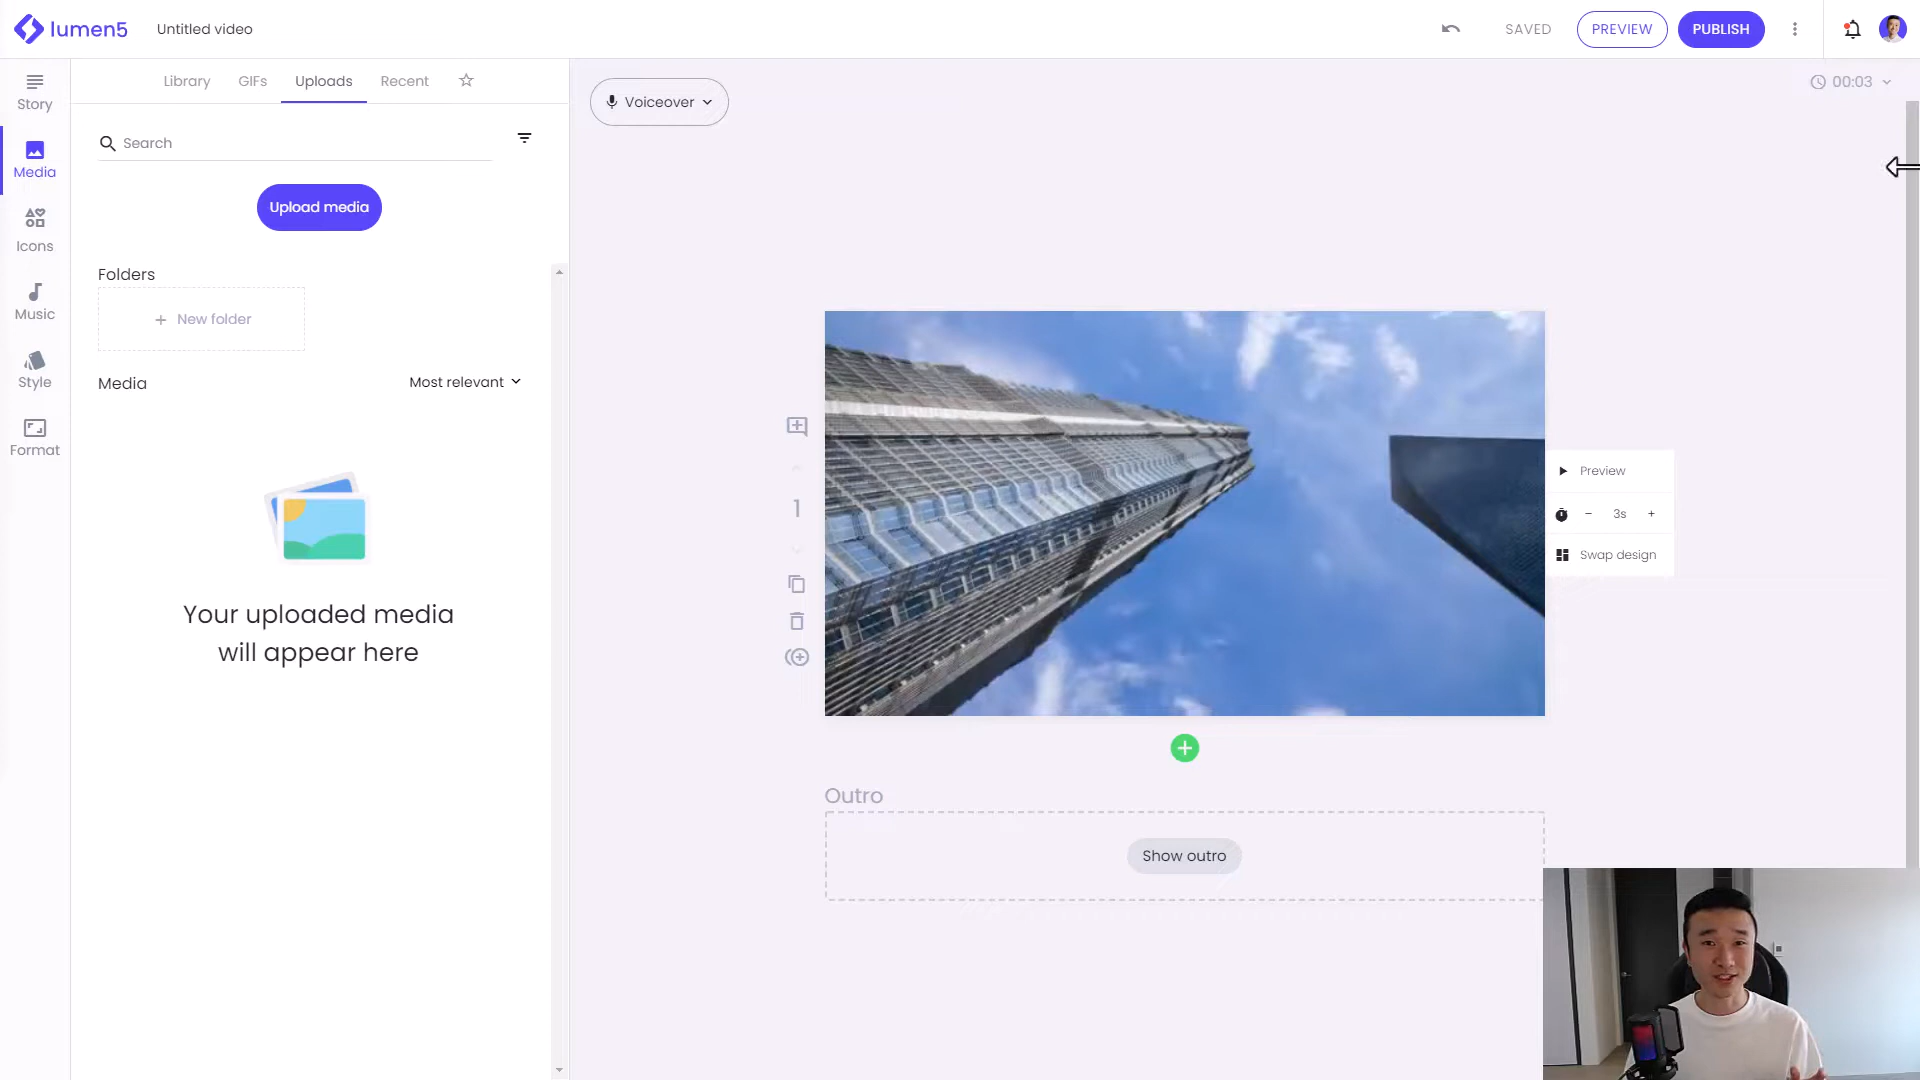 lumen5
Untitled video
SAVED
PREVIEW
PUBLISH
Story
Media
Icons
Music
Style
Format
Library
GIFs
Uploads
Recent
Search
Upload media
Folders
+ New folder
Media
Most relevant
Your uploaded media
will appear here
Voiceover
00:03
1
Preview
- 3s +
Swap design
Outro
Show outro